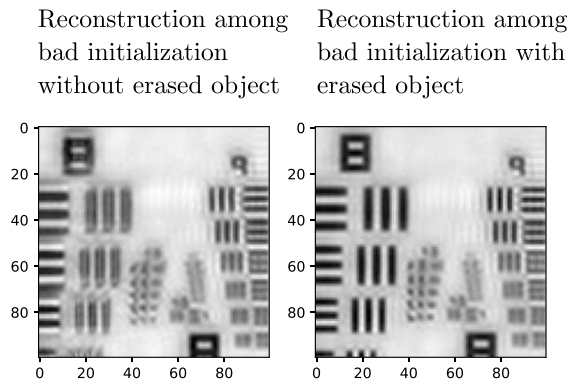 Reconstruction among
bad initialization
without erased object
Reconstruction among
bad initialization with
erased object
0
20
40
60
80
0 20 40 60 80
0
20
40
60
80
0 20 40 60 80